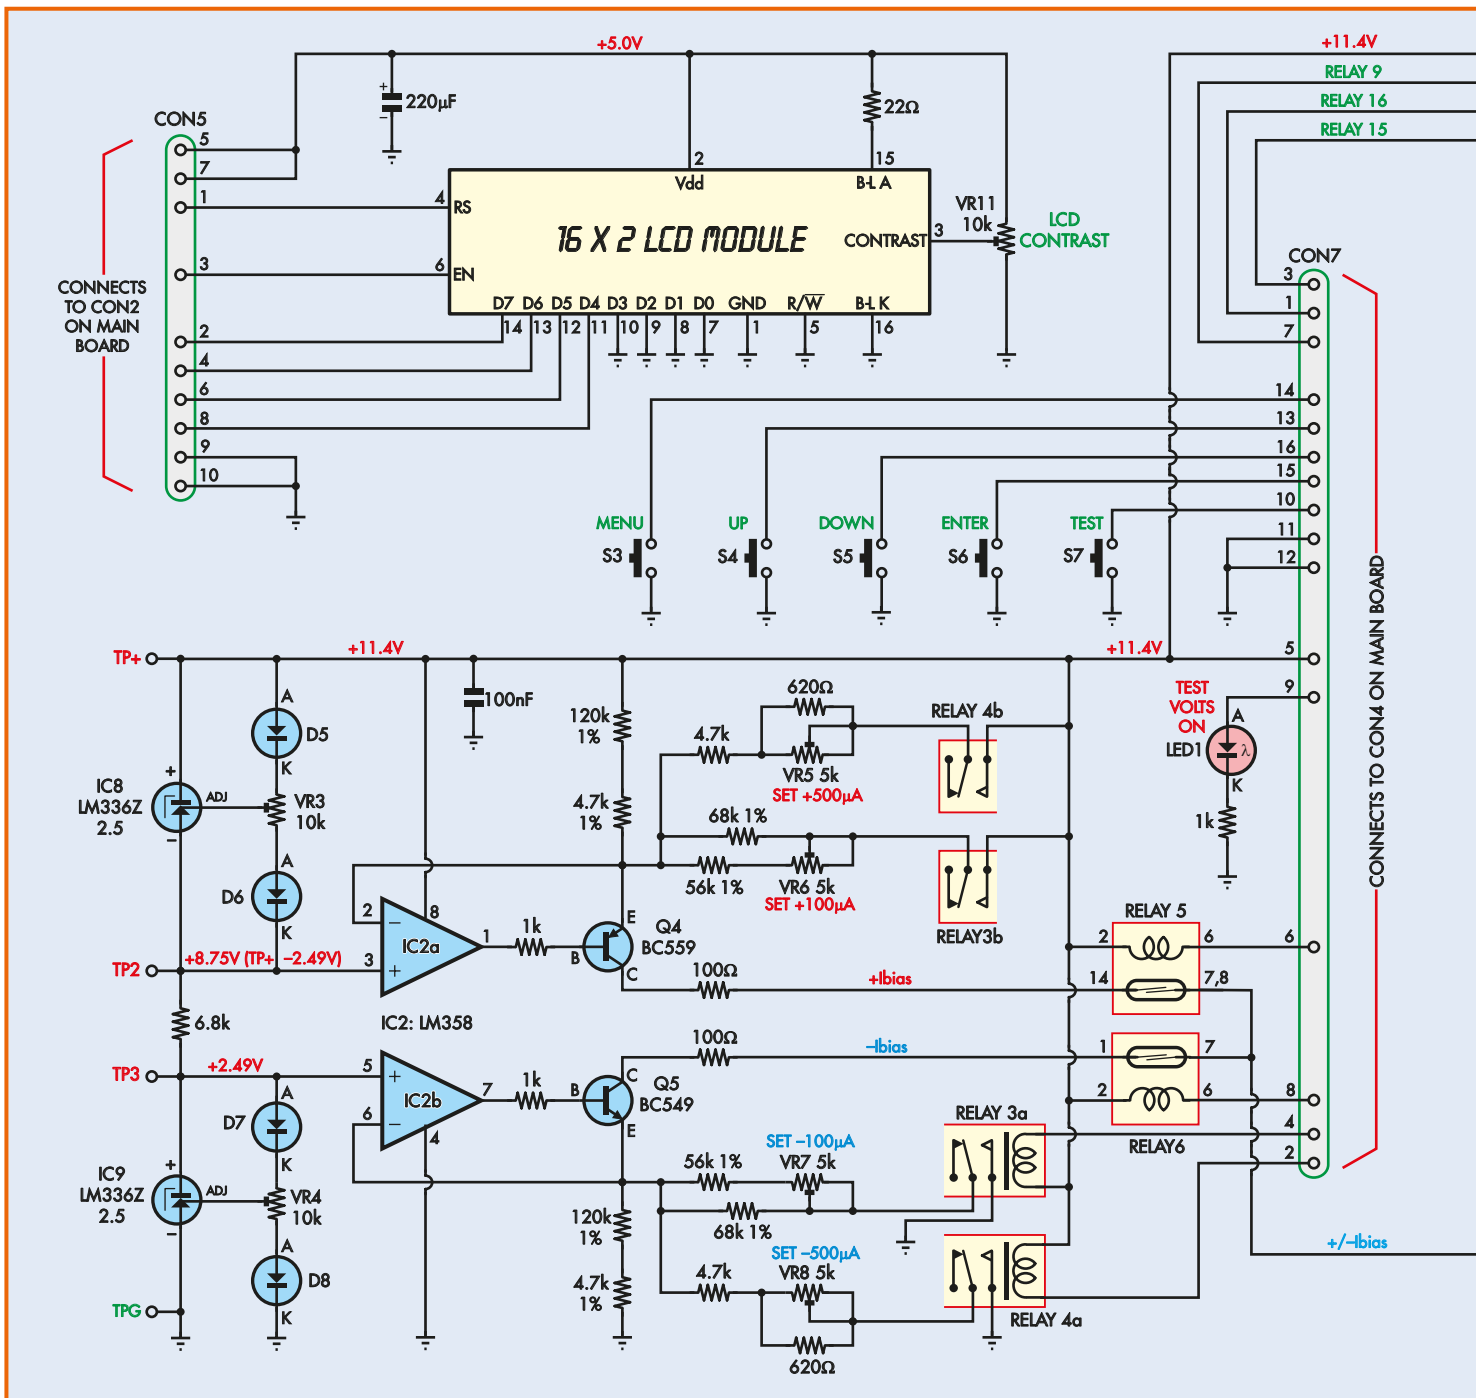 +5.0V
+11.4V
RELAY 9
RELAY 16
RELAY 15
+
220µF
–
22Ω
CON5
5
7
1
3
2
4
6
8
9
10
CONNECTS
TO CON2
ON MAIN
BOARD
2
15
Vdd
B-L A
4
RS
6
EN
16 X 2 LCD MODULE
CONTRAST
3
VR11
10k
LCD
CONTRAST
D7 D6 D5 D4 D3 D2 D1 D0 GND R/W B-L K
14 13 12 11 10 9 8 7 1 5 16
CON7
3
1
7
14
13
16
15
10
11
12
5
9
6
8
4
2
CONNECTS TO CON4 ON MAIN BOARD
MENU
S3
UP
S4
DOWN
S5
ENTER
S6
TEST
S7
TP+
+11.4V
+11.4V
100nF
A
D5
K
IC8
LM336Z
2.5
+
ADJ
–
VR3
10k
A
D6
K
120k
1%
4.7k
1%
620Ω
4.7k
VR5 5k
SET +500µA
68k 1%
56k 1%
VR6 5k
SET +100µA
RELAY 4b
RELAY3b
TEST
VOLTS
ON
A
LED1
λ
K
1k
TP2
+8.75V (TP+ –2.49V)
2
–
8
IC2a
1
3
+
1k
B
E
Q4
BC559
C
100Ω
+Ibias
RELAY 5
2
6
14
7,8
6.8k
IC2: LM358
TP3
+2.49V
5
+
IC2b
7
6
–
4
1k
B
C
Q5
BC549
E
100Ω
–Ibias
1
7
2
6
RELAY6
A
D7
K
IC9
LM336Z
2.5
+
ADJ
–
VR4
10k
A
D8
K
TPG
SET –100µA
56k 1%
VR7 5k
68k 1%
120k
1%
4.7k
1%
SET –500µA
4.7k
VR8 5k
620Ω
RELAY 3a
RELAY 4a
+/–Ibias